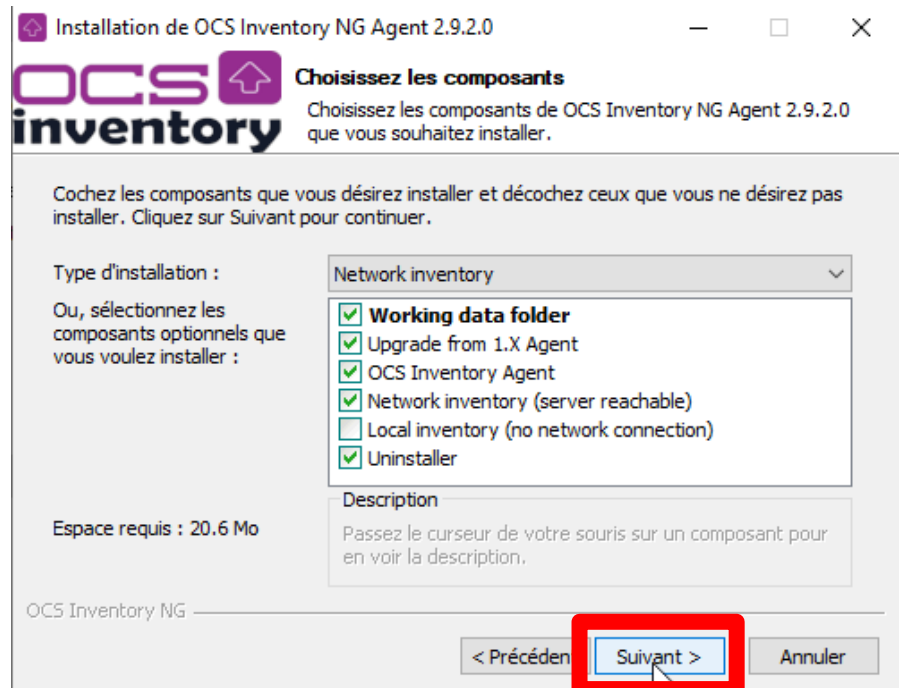 Installation de OCS Inventory NG Agent 2.9.2.0
OCS
inventory
Choisissez les composants
Choisissez les composants de OCS Inventory NG Agent 2.9.2.0
que vous souhaitez installer.
Cochez les composants que vous désirez installer et décochez ceux que vous ne désirez pas
installer. Cliquez sur Suivant pour continuer.
Type d'installation :
Network inventory
Ou, sélectionnez les
composants optionnels que
vous voulez installer :
Working data folder
Upgrade from 1.X Agent
OCS Inventory Agent
Network inventory (server reachable)
Local inventory (no network connection)
Uninstaller
Espace requis : 20.6 Mo
Description
Passez le curseur de votre souris sur un composant pour
en voir la description.
OCS Inventory NG
< Précéden
Suivant >
Annuler